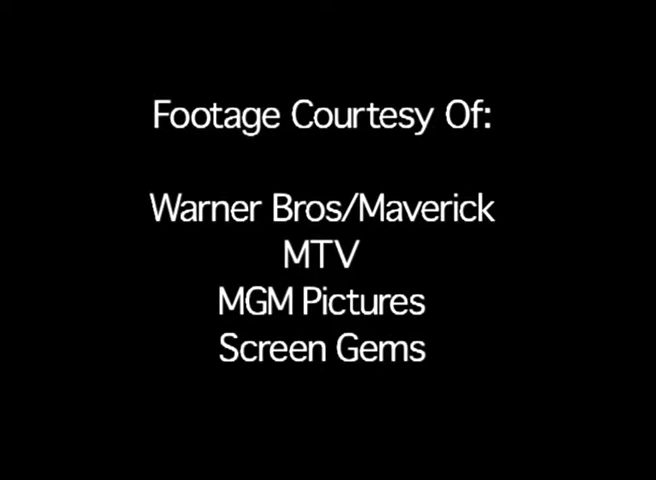 Footage Courtesy Of:
Warner Bros/Maverick
MTV
MGM Pictures
Screen Gems